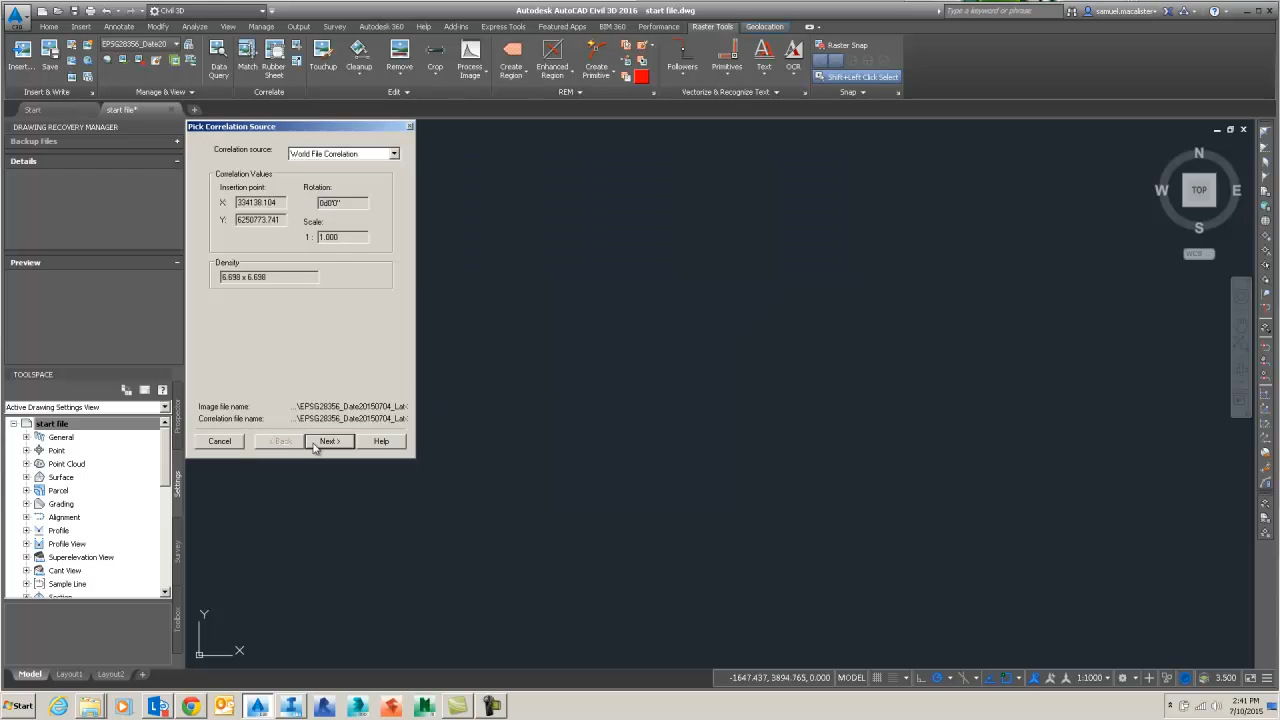 Civil 3D
Autodesk AutoCAD Civil 3D 2016 start file.dwg
Type a keyword or phrase
samuel.macalister
Home Insert Annotate Modify Analyze View Manage Output Survey Autodesk 360 Help Add-ins Express Tools Featured Apps BIM 360 Performance Raster Tools Geolocation
EPSG28356_Date20
Raster Snap
Insert... Save Data Query Match Rubber Sheet Touchup Cleanup Remove Crop Process Image Create Region Enhanced Region Create Primitive Followers Primitives Text OCR
Shift+Left Click Select
Insert & Write Manage & View Correlate Edit REM Vectorize & Recognize Text Snap
Start start file*
DRAWING RECOVERY MANAGER
Backup Files
Details
Preview
TOOLSPACE
Active Drawing Settings View
start file
General
Point
Point Cloud
Surface
Parcel
Grading
Alignment
Profile
Profile View
Superelevation View
Cant View
Sample Line
Section
Prospector
Settings
Survey
Toolbox
Pick Correlation Source
Correlation source: World File Correlation
Correlation Values
Insertion point: Rotation:
X: 334138.104 0d0'0"
Y: 6250773.741 Scale:
1 : 1.000
Density
6.698 x 6.698
Image file name: ...\EPSG28356_Date20150704_Lat
Correlation file name: ...\EPSG28356_Date20150704_Lat
Cancel < Back Next > Help
N
W TOP E
S
WCS
Y
X
Model Layout1 Layout2
-1647.437, 3894.765, 0.000 MODEL 1:1000 3.500
Start
2:41 PM
7/10/2015